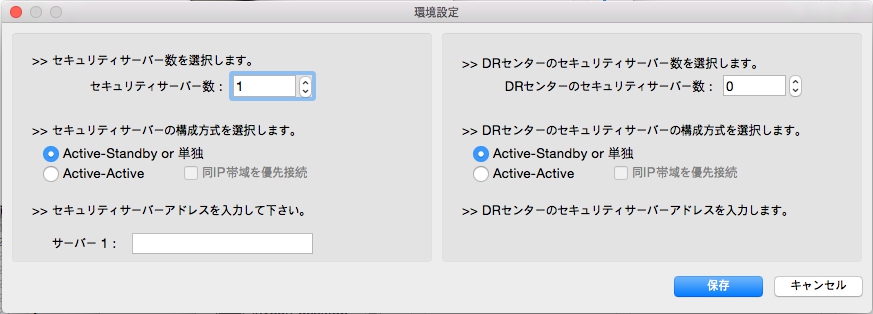 環境設定
>> セキュリティサーバー数を選択します。
セキュリティサーバー数： 1
>> セキュリティサーバーの構成方式を選択します。
Active-Standby or 単独
Active-Active 同IP帯域を優先接続
>> セキュリティサーバーアドレスを入力して下さい。
サーバー 1：
>> DRセンターのセキュリティサーバー数を選択します。
DRセンターのセキュリティサーバー数： 0
>> DRセンターのセキュリティサーバーの構成方式を選択します。
Active-Standby or 単独
Active-Active 同IP帯域を優先接続
>> DRセンターのセキュリティサーバーアドレスを入力します。
保存 キャンセル